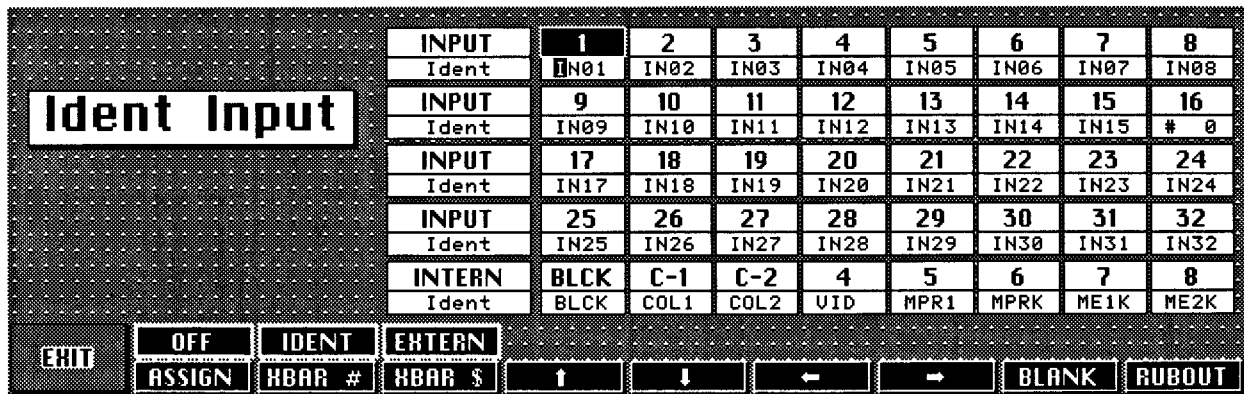 INPUT 1 2 3 4 5 6 7 8
Ident IN01 IN02 IN03 IN04 IN05 IN06 IN07 IN08
Ident Input
INPUT 9 10 11 12 13 14 15 16
Ident IN09 IN10 IN11 IN12 IN13 IN14 IN15 # 0
INPUT 17 18 19 20 21 22 23 24
Ident IN17 IN18 IN19 IN20 IN21 IN22 IN23 IN24
INPUT 25 26 27 28 29 30 31 32
Ident IN25 IN26 IN27 IN28 IN29 IN30 IN31 IN32
INTERN BLCK C-1 C-2 4 5 6 7 8
Ident BLCK COL1 COL2 VID MPR1 MPRK ME1K ME2K
EXIT
OFF IDENT EXTERN
ASSIGN XBAR # XBAR $ ⬆ ⬇ ⬅ ➡ BLANK RUBOUT